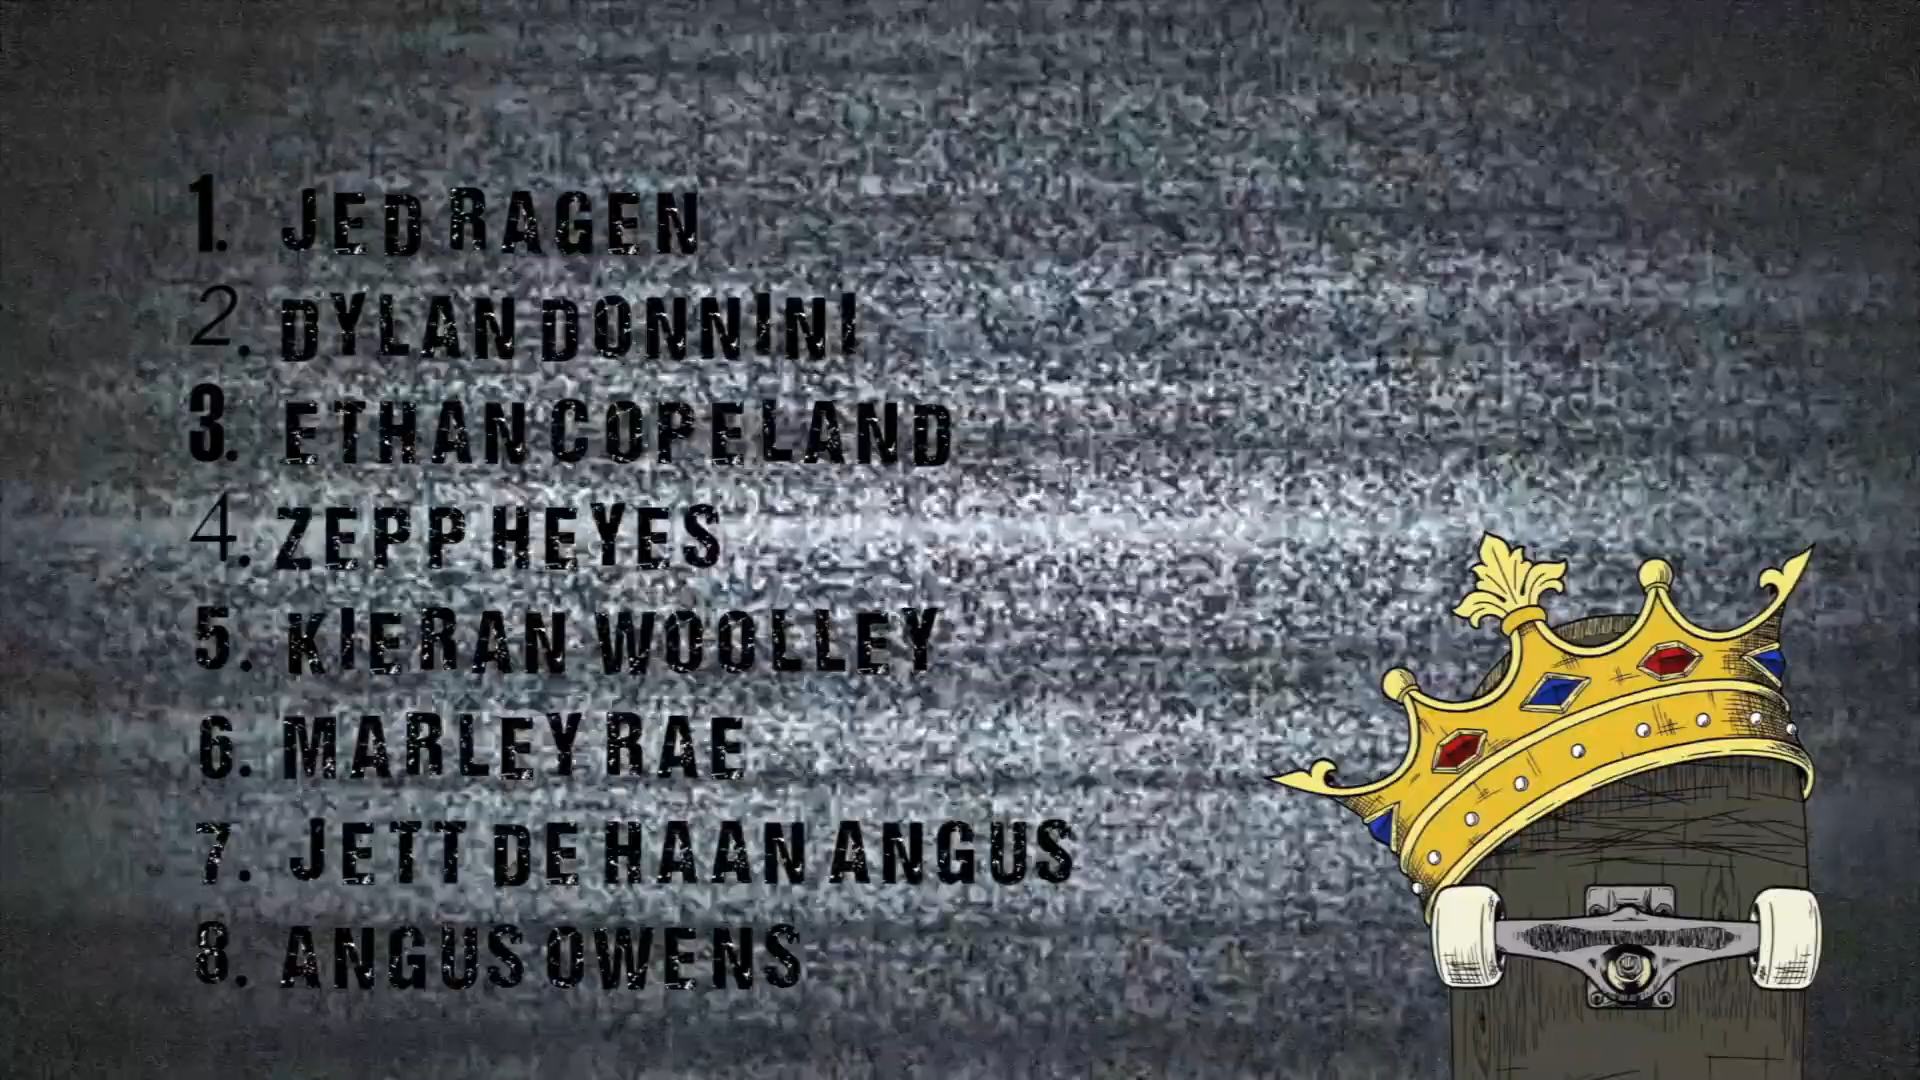 1. JED RAGEN
2. DYLAN DONNINI
3. ETHAN COPELAND
4. ZEPP HEYES
5. KIERAN WOOLLEY
6. MARLEY RAE
7. JETT DE HAAN ANGUS
8. ANGUS OWENS